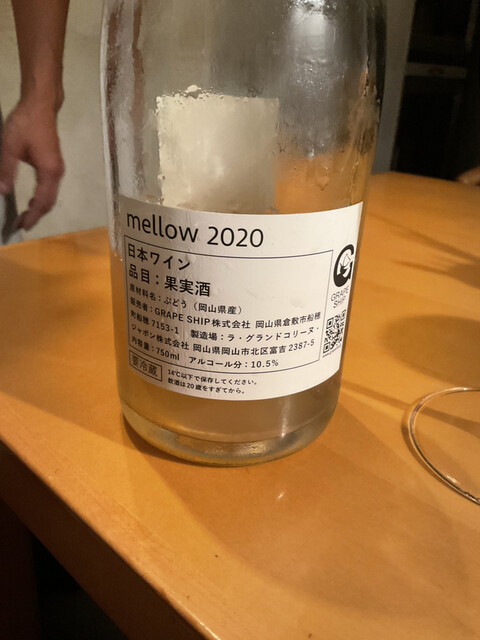 mellow 2020
日本ワイン
品目：果実酒
原材料名：ぶどう（岡山県産）
販売者：GRAPE SHIP株式会社 岡山県倉敷市船穂
町船穂 7153-1 製造場：ラ・グランドコリーヌ・
ジャポン株式会社 岡山県岡山市北区富吉 2387-5
内容量：750ml アルコール分：10.5%
要冷蔵
14℃以下で保存してください。
飲酒は20歳をすぎてから。
GRAPE
SHIP